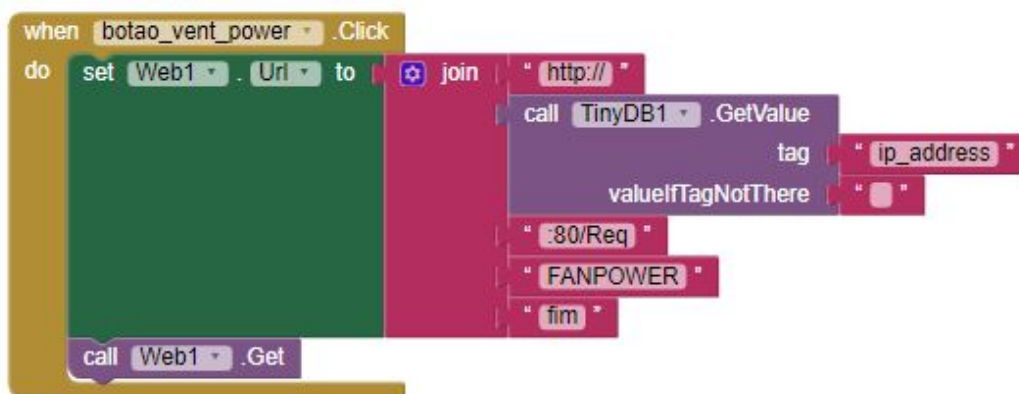 when botao_vent_power .Click
do set Web1 . Url to join " http:// "
call TinyDB1 .GetValue
tag " ip_address "
valueIfTagNotThere " "
" :80/Req "
" FANPOWER "
" fim "
call Web1 .Get